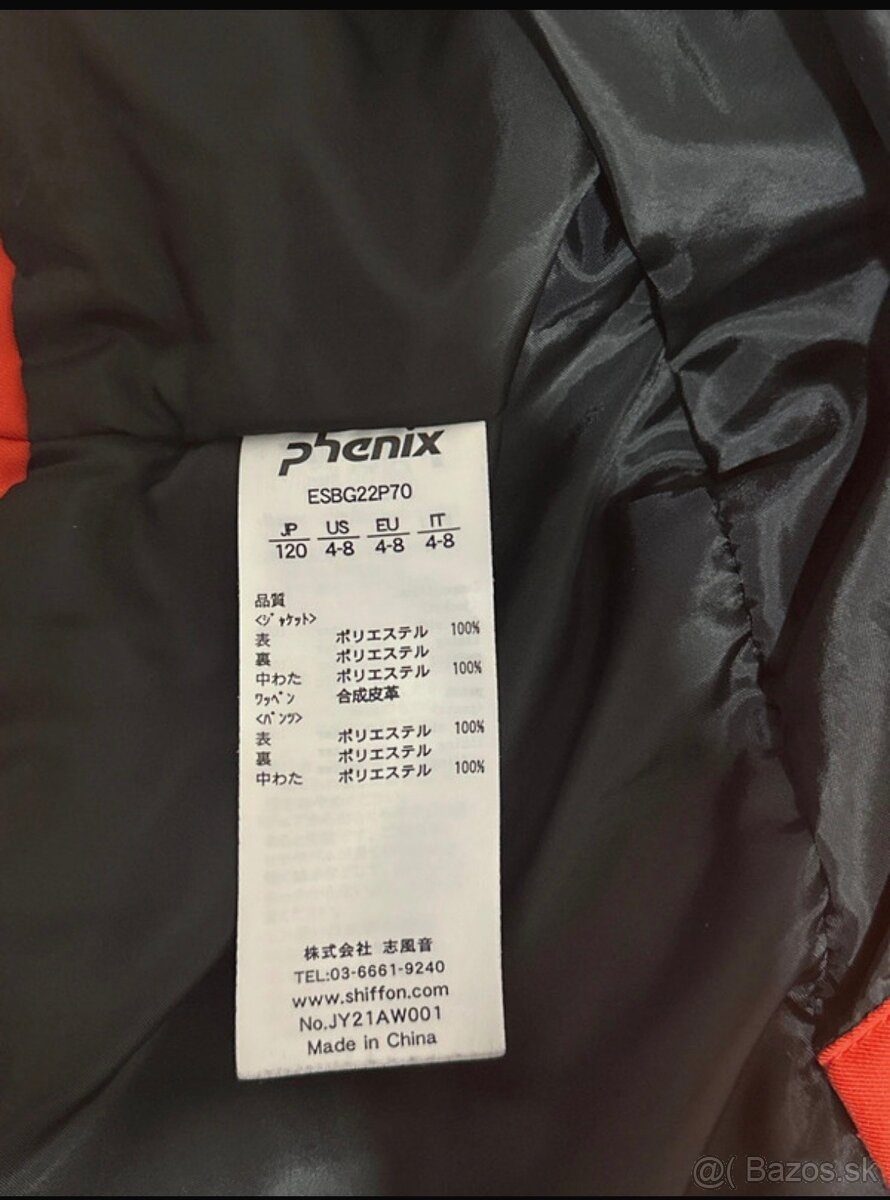 phenix
ESBG22P70
JP US EU IT
120 4-8 4-8 4-8
品質
<ｼﾞｬｹｯﾄ>
表 ポリエステル 100%
裏 ポリエステル
中わた ポリエステル 100%
ﾜｯﾍﾟﾝ 合成皮革
<ﾊﾟﾝﾂ>
表 ポリエステル 100%
裏 ポリエステル
中わた ポリエステル 100%
株式会社 志風音
TEL:03-6661-9240
www.shiffon.com
No.JY21AW001
Made in China
@( Bazos.sk